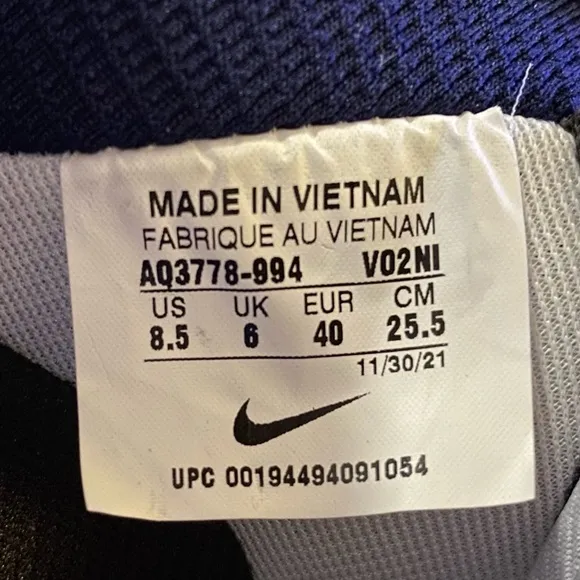 MADE IN VIETNAM
FABRIQUE AU VIETNAM
AQ3778-994 V02NI
US UK EUR CM
8.5 6 40 25.5
11/30/21
UPC 00194494091054